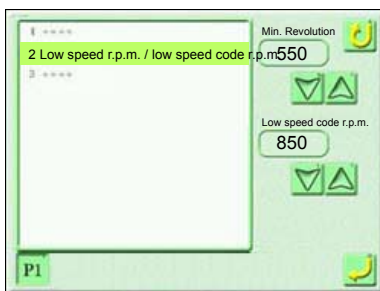 1 ++++
Min. Revolution
2 Low speed r.p.m. / low speed code r.p.m.
550
3 ++++
Low speed code r.p.m.
850
P1